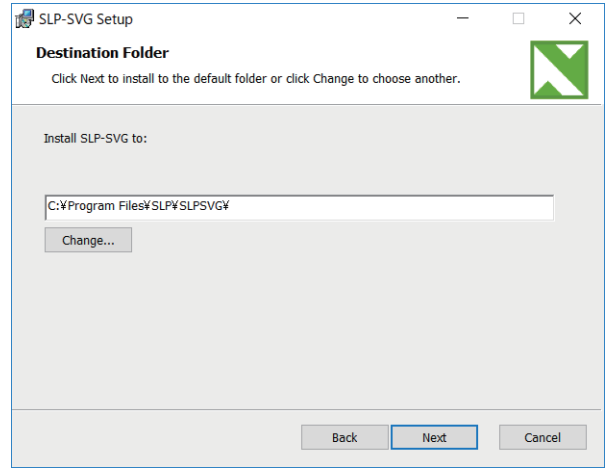 SLP-SVG Setup
Destination Folder
Click Next to install to the default folder or click Change to choose another.
Install SLP-SVG to:
C:¥Program Files¥SLP¥SLPSVG¥
Change...
Back Next Cancel